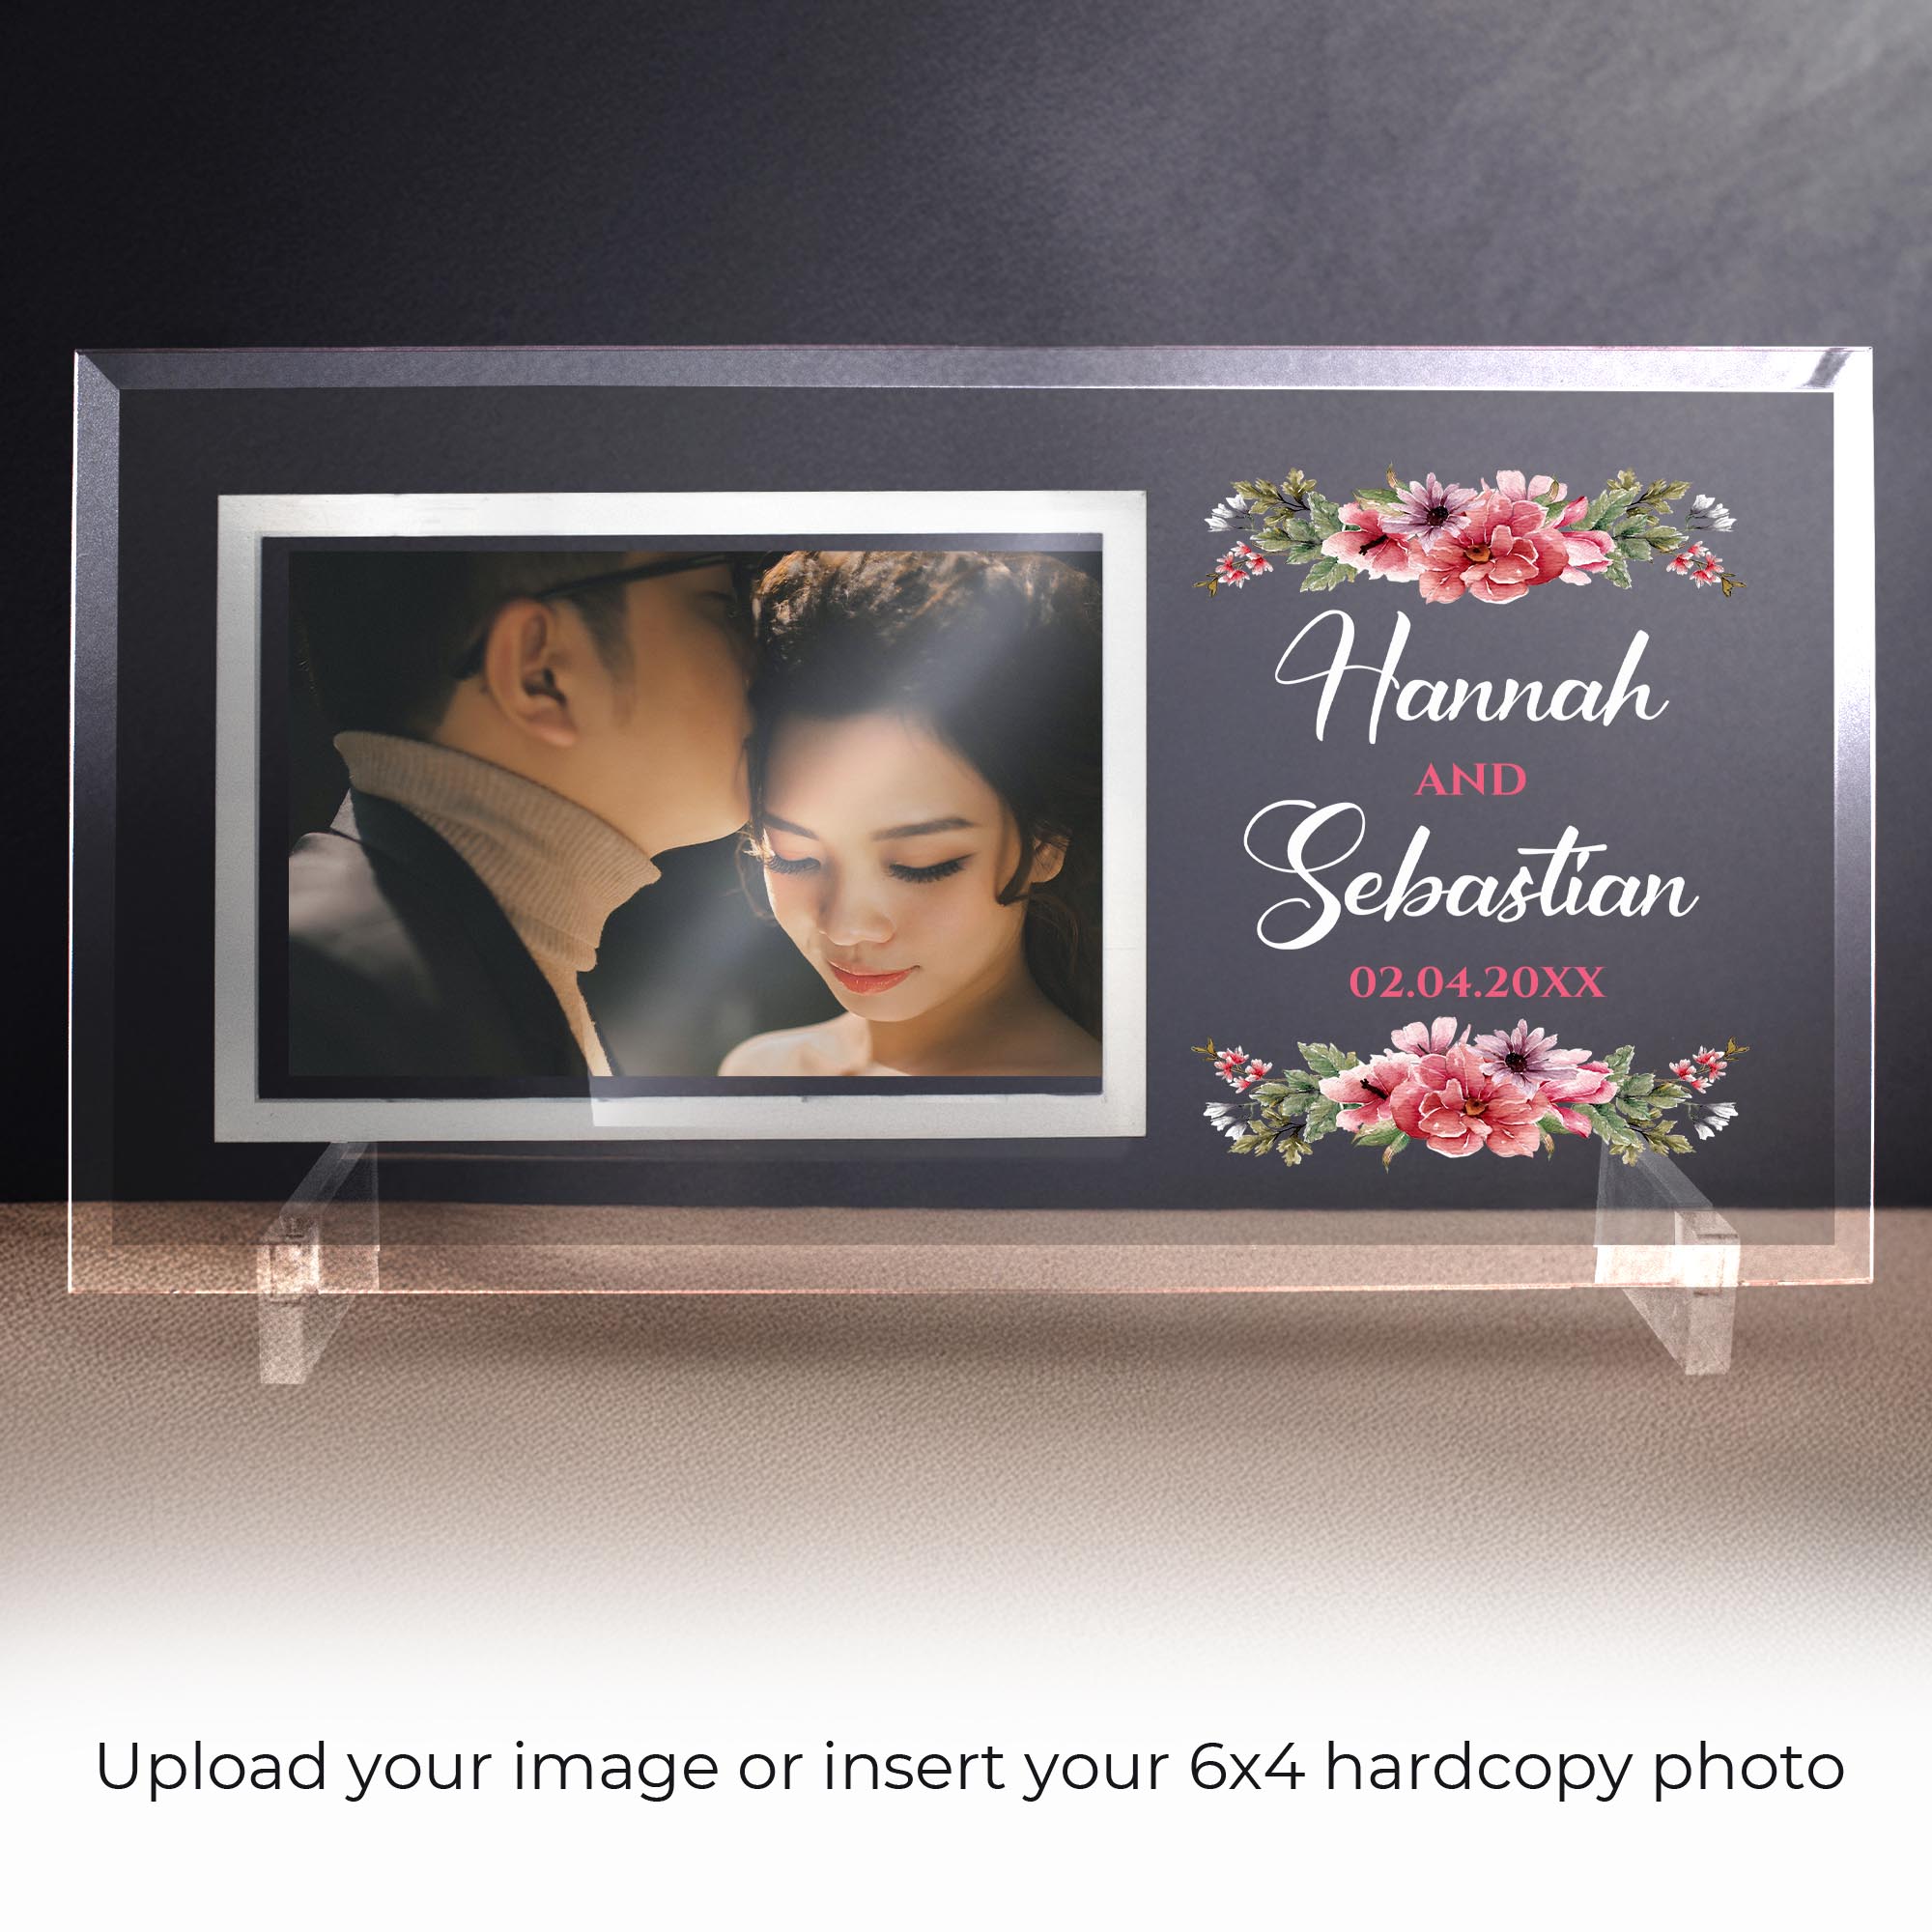 Hannah
AND
Sebastian
02.04.20XX
Upload your image or insert your 6x4 hardcopy photo